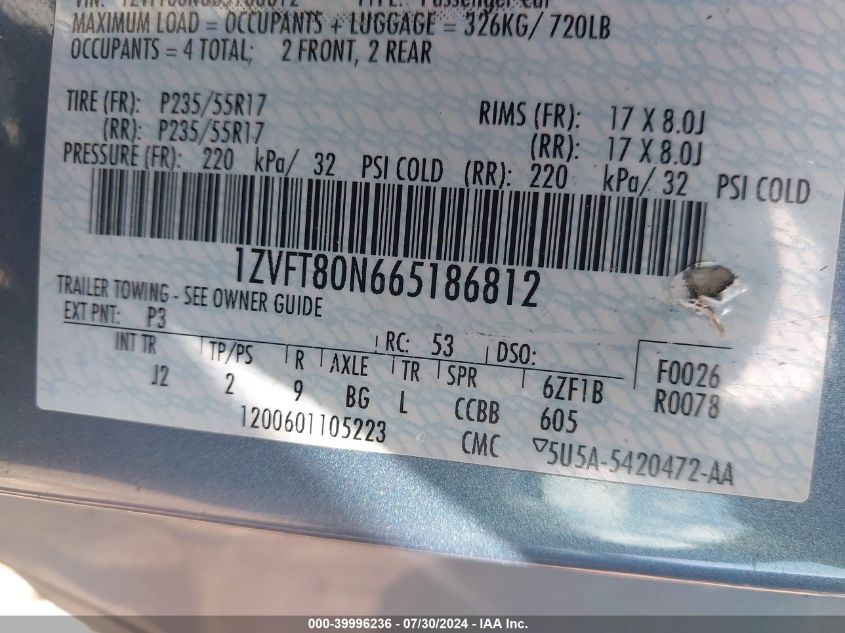 MAXIMUM LOAD = OCCUPANTS + LUGGAGE = 326KG/ 720LB
OCCUPANTS = 4 TOTAL; 2 FRONT, 2 REAR
TIRE (FR): P235/55R17 RIMS (FR): 17 X 8.0J
(RR): P235/55R17 (RR): 17 X 8.0J
PRESSURE (FR): 220 kPa/ 32 PSI COLD (RR): 220 kPa/ 32 PSI COLD
1ZVFT80N665186812
TRAILER TOWING - SEE OWNER GUIDE
EXT PNT: P3 RC: 53 DSO:
INT TR TP/PS R AXLE TR SPR 6ZF1B F0026
J2 2 9 BG L CCBB 605 R0078
1200601105223 CMC ▽5U5A-5420472-AA
000-39996236 - 07/30/2024 - IAA Inc.